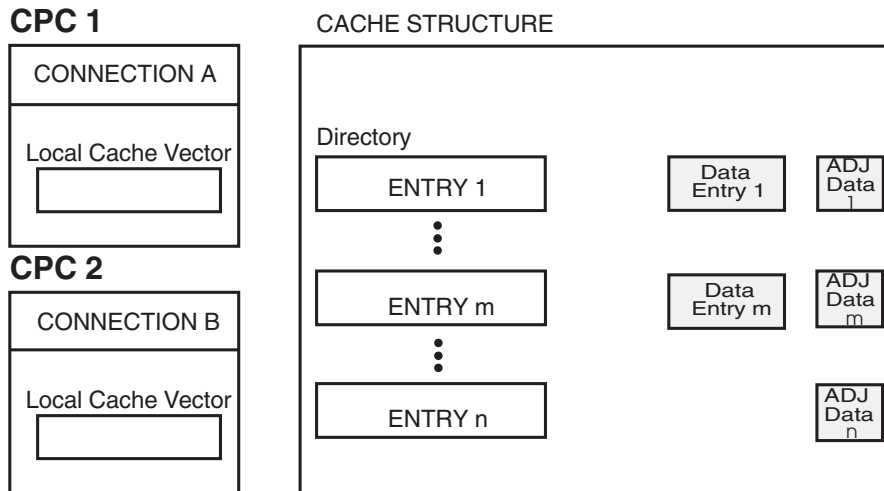 CPC 1
CONNECTION A
Local Cache Vector
CPC 2
CONNECTION B
Local Cache Vector
CACHE STRUCTURE
Directory
ENTRY 1
Data
Entry 1
ADJ
Data
1
ENTRY m
Data
Entry m
ADJ
Data
m
ENTRY n
ADJ
Data
n